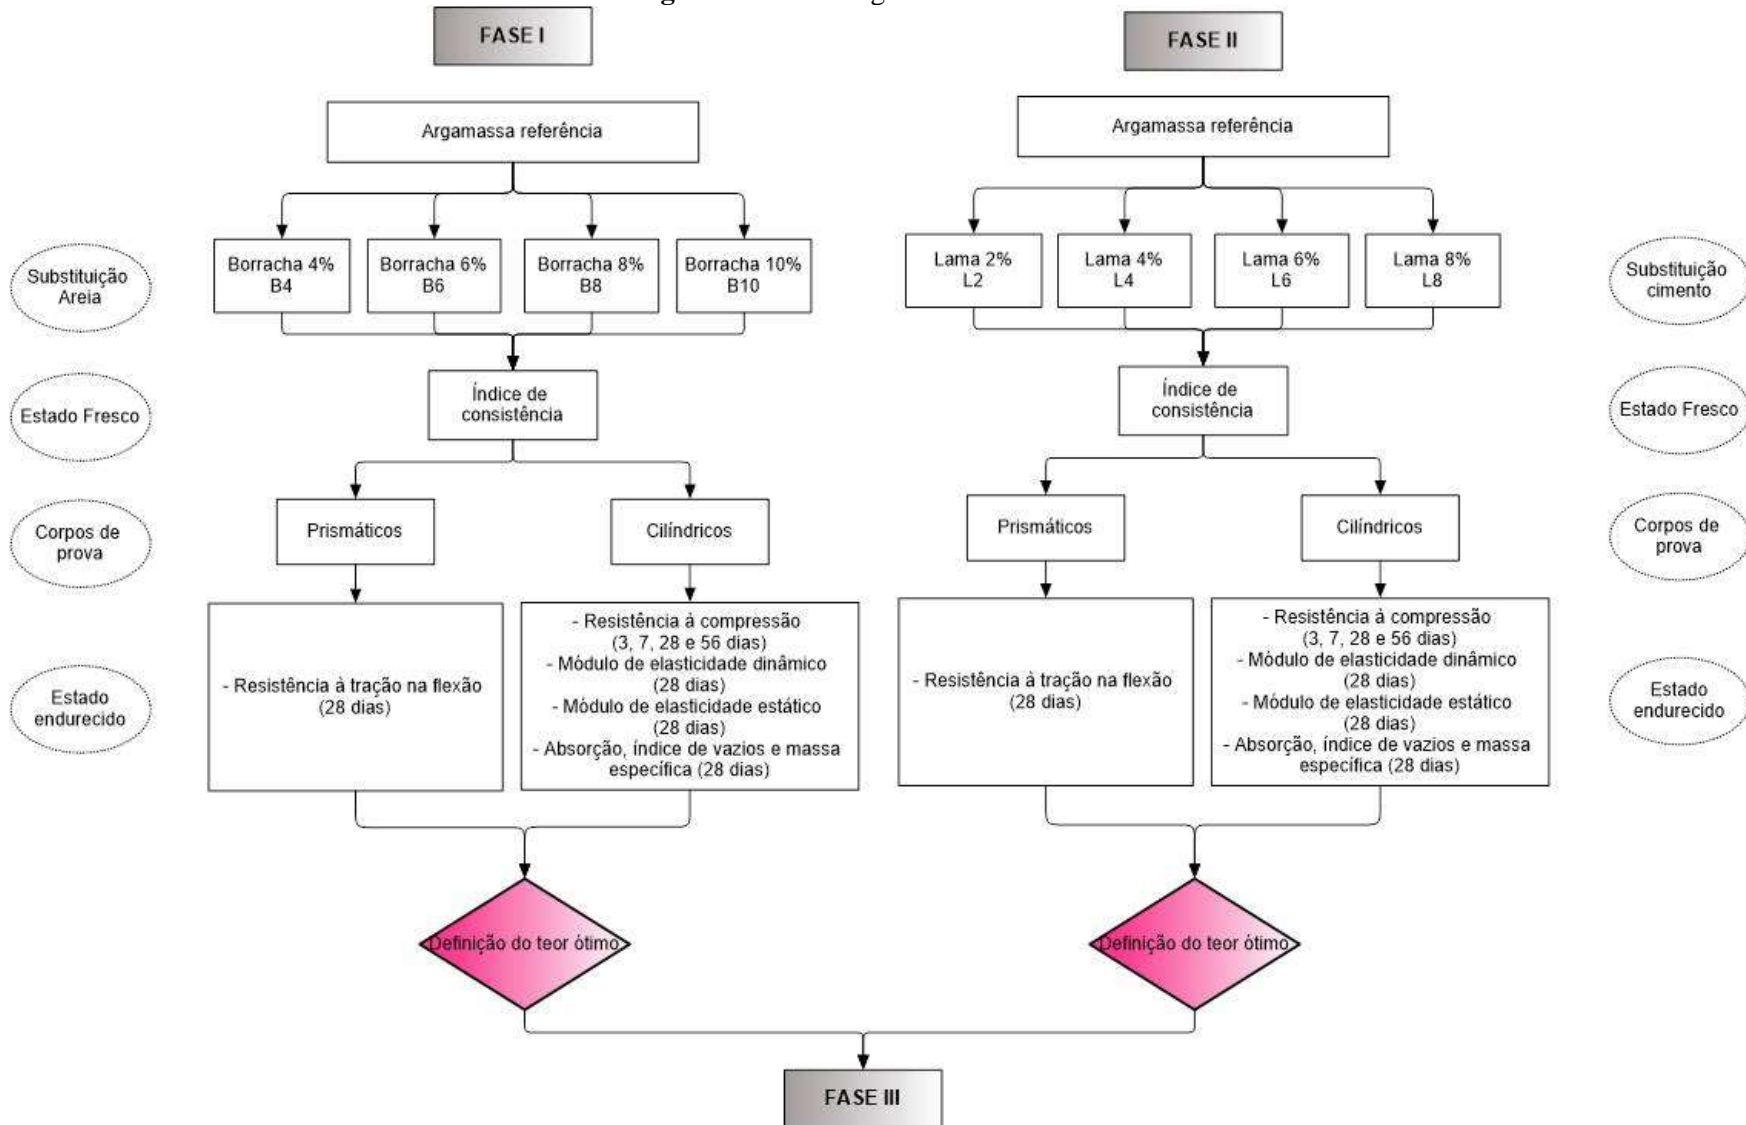 FASE I
FASE II
Argamassa referência
Argamassa referência
Substituição
Areia
Borracha 4%
B4
Borracha 6%
B6
Borracha 8%
B8
Borracha 10%
B10
Lama 2%
L2
Lama 4%
L4
Lama 6%
L6
Lama 8%
L8
Substituição
cimento
Estado Fresco
Índice de
consistência
Índice de
consistência
Estado Fresco
Corpos de
prova
Prismáticos
Cilíndricos
Prismáticos
Cilíndricos
Corpos de
prova
Estado
endurecido
- Resistência à tração na flexão
(28 dias)
- Resistência à compressão
(3, 7, 28 e 56 dias)
- Módulo de elasticidade dinâmico
(28 dias)
- Módulo de elasticidade estático
(28 dias)
- Absorção, índice de vazios e massa
específica (28 dias)
- Resistência à tração na flexão
(28 dias)
- Resistência à compressão
(3, 7, 28 e 56 dias)
- Módulo de elasticidade dinâmico
(28 dias)
- Módulo de elasticidade estático
(28 dias)
- Absorção, índice de vazios e massa
específica (28 dias)
Estado
endurecido
Definição do teor ótimo
Definição do teor ótimo
FASE III